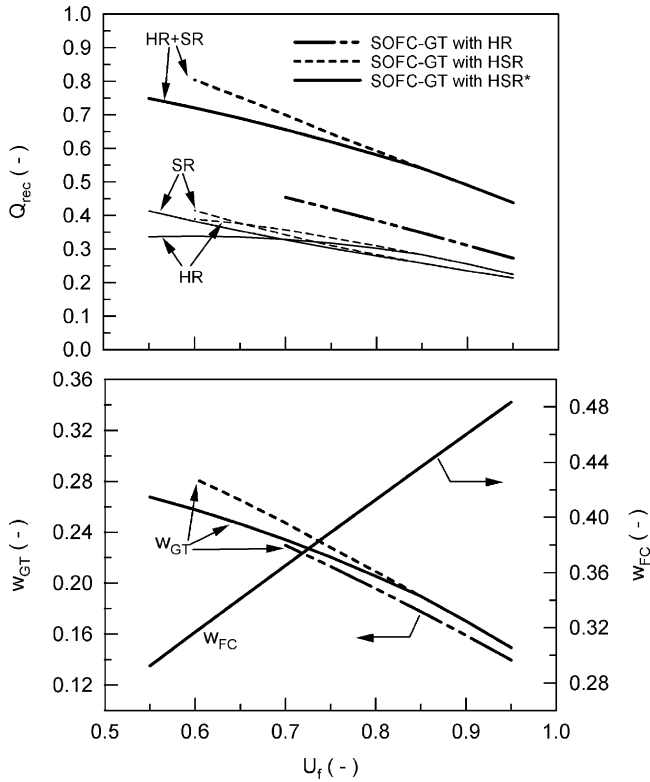 1.0
0.9
0.8
0.7
0.6
0.5
0.4
0.3
0.2
0.1
0.0
Q_rec (-)
HR+SR
SOFC-GT with HR
SOFC-GT with HSR
SOFC-GT with HSR*
SR
HR
0.36
0.32
0.28
0.24
0.20
0.16
0.12
w_GT (-)
w_GT
w_FC
0.48
0.44
0.40
0.36
0.32
0.28
w_FC (-)
0.5 0.6 0.7 0.8 0.9 1.0
U_f (-)